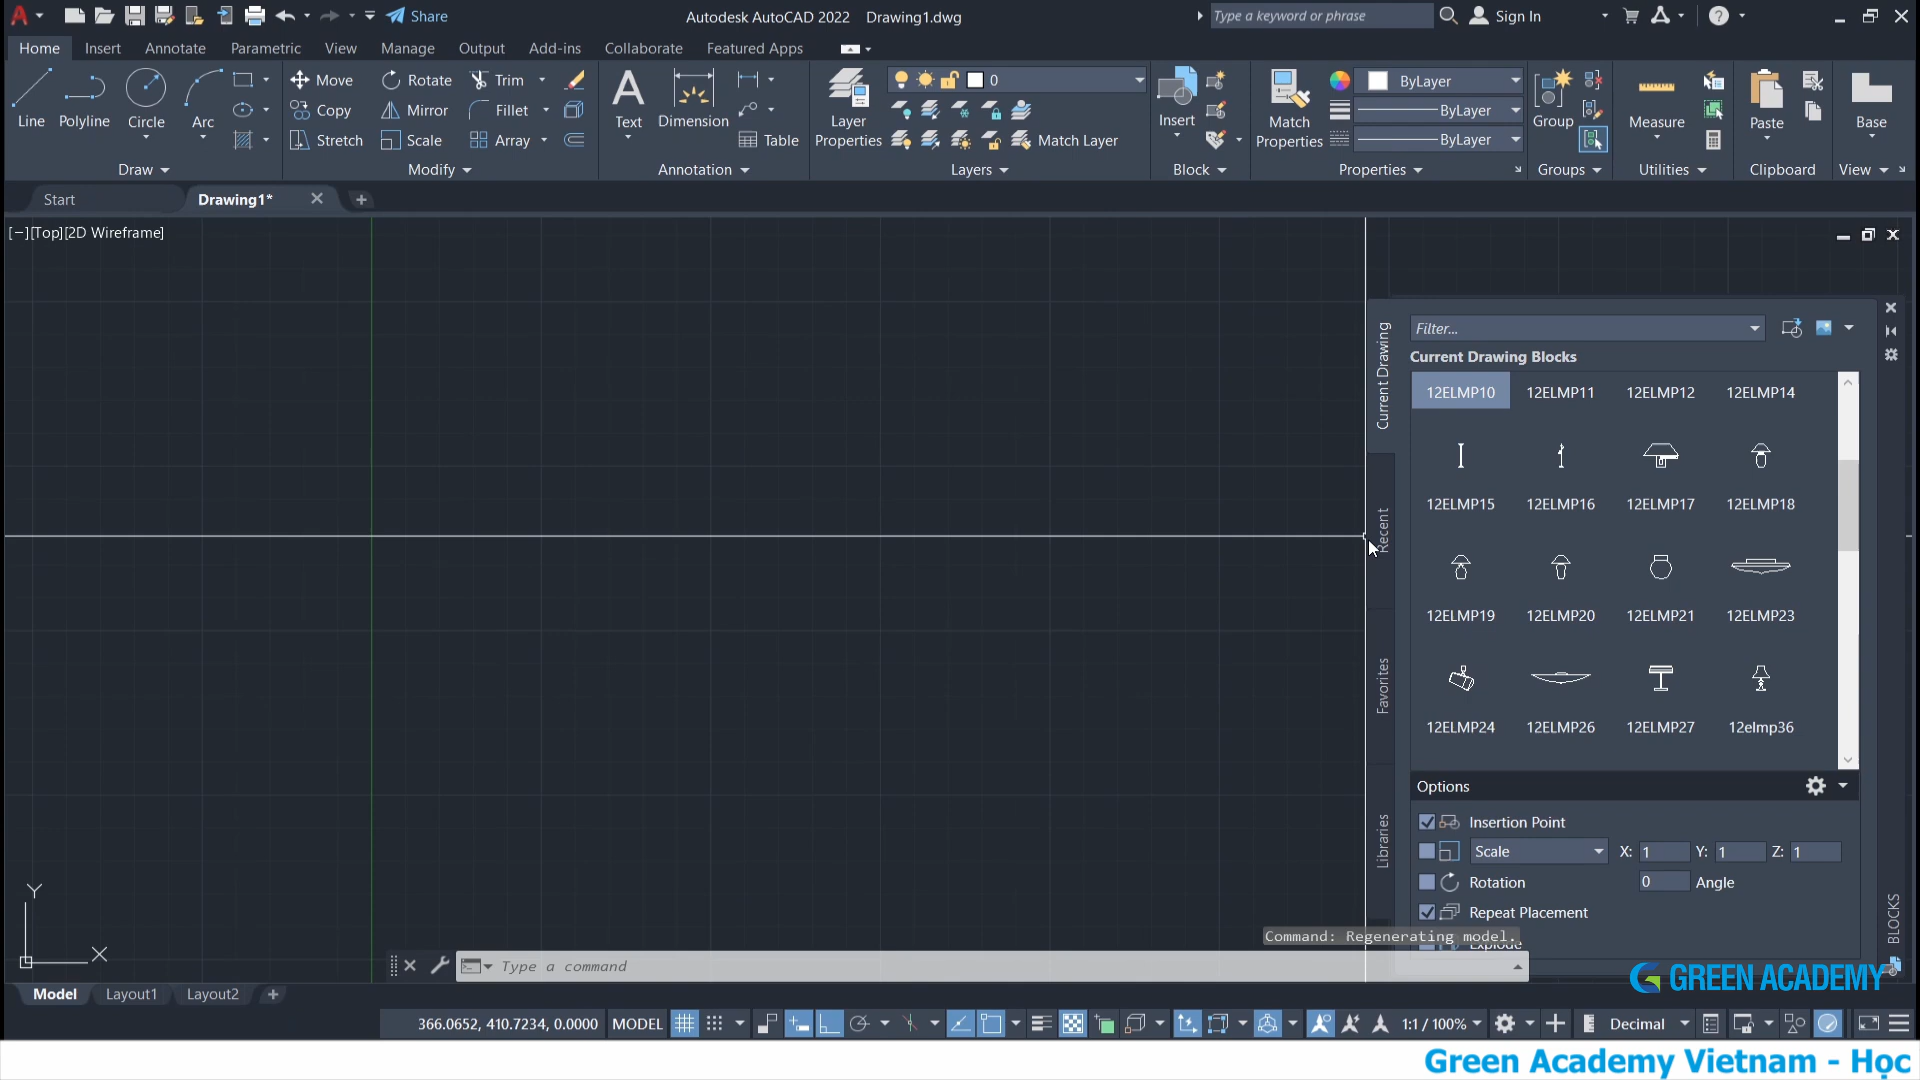 Share
Autodesk AutoCAD 2022 Drawing1.dwg
Type a keyword or phrase
Sign In
Home Insert Annotate Parametric View Manage Output Add-ins Collaborate Featured Apps
Line Polyline Circle Arc
Move Rotate Trim
Copy Mirror Fillet
Stretch Scale Array
Text Dimension
Table
Layer Properties
0
Match Layer
Insert
Match Properties
ByLayer
ByLayer
ByLayer
Group
Measure
Paste
Base
Draw Modify Annotation Layers Block Properties Groups Utilities Clipboard View
Start Drawing1*
[−][Top][2D Wireframe]
Current Drawing
Recent
Favorites
Libraries
Filter...
Current Drawing Blocks
12ELMP10 12ELMP11 12ELMP12 12ELMP14
12ELMP15 12ELMP16 12ELMP17 12ELMP18
12ELMP19 12ELMP20 12ELMP21 12ELMP23
12ELMP24 12ELMP26 12ELMP27 12elmp36
Options
Insertion Point
Scale X: 1 Y: 1 Z: 1
Rotation 0 Angle
Repeat Placement
Explode
BLOCKS
Y
X
Command: Regenerating model.
Type a command
GREEN ACADEMY
Model Layout1 Layout2
366.0652, 410.7234, 0.0000 MODEL 1:1 / 100% Decimal
Green Academy Vietnam - Học